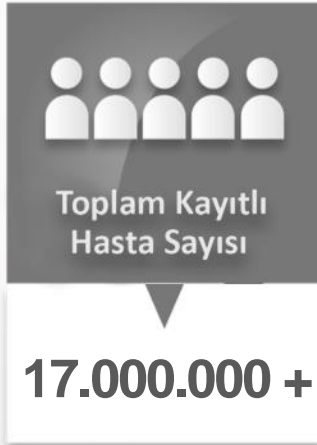 Toplam Kayıtlı
Hasta Sayısı
17.000.000 +